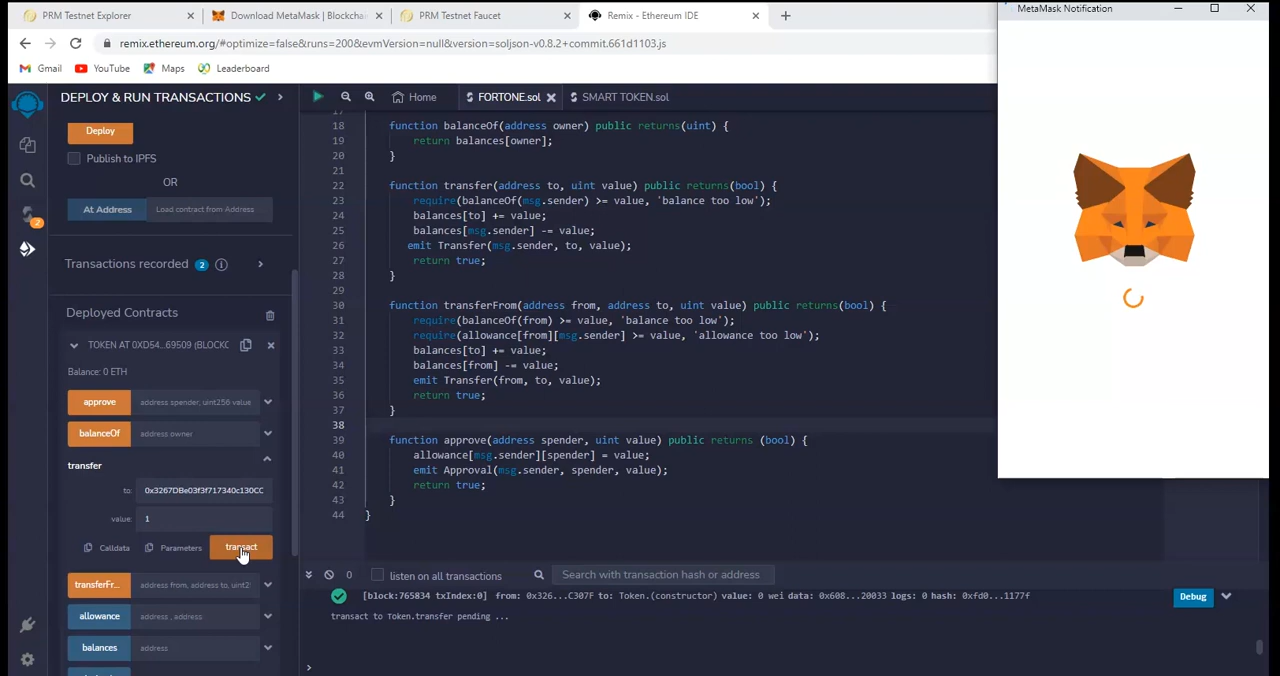 PRM Testnet Explorer
Download MetaMask | Blockchain
PRM Testnet Faucet
Remix - Ethereum IDE
MetaMask Notification
remix.ethereum.org/#optimize=false&runs=200&evmVersion=null&version=soljson-v0.8.2+commit.661d1103.js
Gmail YouTube Maps Leaderboard
DEPLOY & RUN TRANSACTIONS
Home FORTONE.sol SMART TOKEN.sol
Deploy
Publish to IPFS
OR
At Address Load contract from Address
Transactions recorded 2 i
Deployed Contracts
TOKEN AT 0XD54...69509 (BLOCKC
Balance: 0 ETH
approve address spender, uint256 value
balanceOf address owner
transfer
to: 0x3267DBe03f3f717340c130CC
value: 1
Calldata Parameters transact
transferFr... address from, address to, uint2
allowance address , address
balances address
2
17
18 function balanceOf(address owner) public returns(uint) {
19 return balances[owner];
20 }
21
22 function transfer(address to, uint value) public returns(bool) {
23 require(balanceOf(msg.sender) >= value, 'balance too low');
24 balances[to] += value;
25 balances[msg.sender] -= value;
26 emit Transfer(msg.sender, to, value);
27 return true;
28 }
29
30 function transferFrom(address from, address to, uint value) public returns(bool) {
31 require(balanceOf(from) >= value, 'balance too low');
32 require(allowance[from][msg.sender] >= value, 'allowance too low');
33 balances[to] += value;
34 balances[from] -= value;
35 emit Transfer(from, to, value);
36 return true;
37 }
38
39 function approve(address spender, uint value) public returns (bool) {
40 allowance[msg.sender][spender] = value;
41 emit Approval(msg.sender, spender, value);
42 return true;
43 }
44 }
0 listen on all transactions Search with transaction hash or address
[block:765834 txIndex:0] from: 0x326...C307F to: Token.(constructor) value: 0 wei data: 0x608...20033 logs: 0 hash: 0xfd0...1177f Debug
transact to Token.transfer pending ...
>